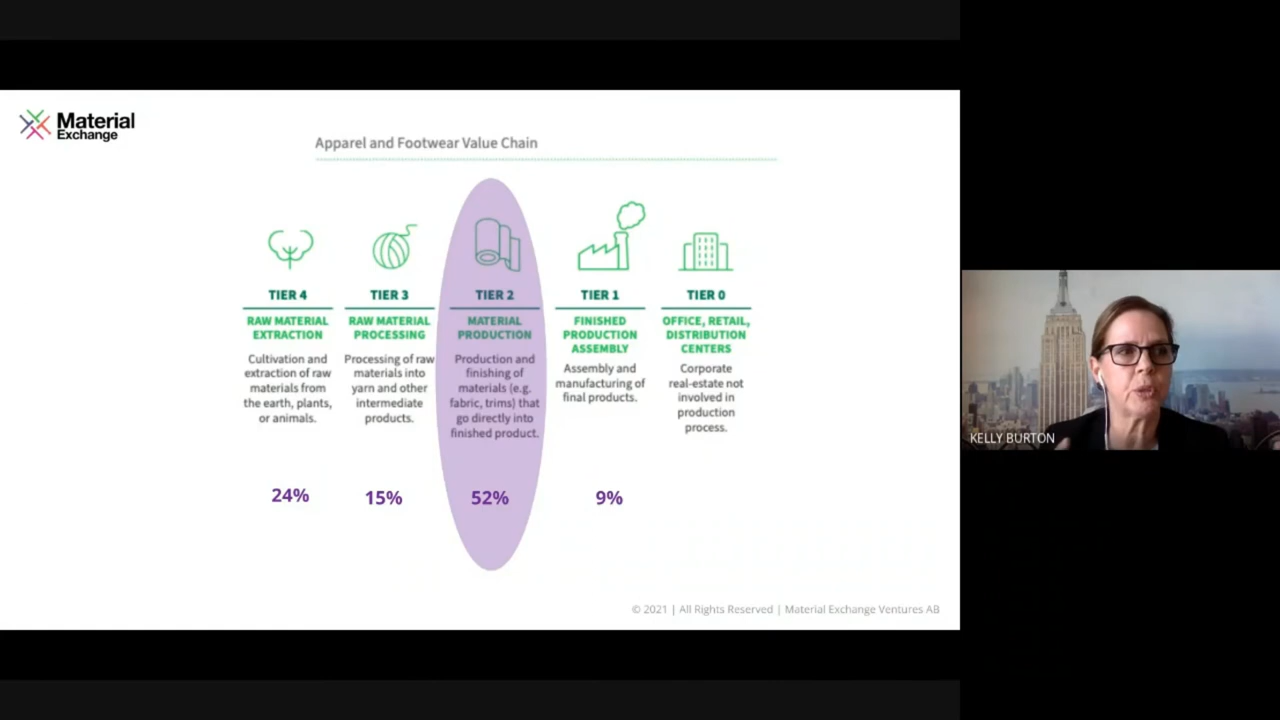 Material
Exchange
Apparel and Footwear Value Chain
TIER 4
RAW MATERIAL
EXTRACTION
Cultivation and
extraction of raw
materials from
the earth, plants,
or animals.
24%
TIER 3
RAW MATERIAL
PROCESSING
Processing of raw
materials into
yarn and other
intermediate
products.
15%
TIER 2
MATERIAL
PRODUCTION
Production and
finishing of
materials (e.g.
fabric, trims) that
go directly into
finished product.
52%
TIER 1
FINISHED
PRODUCTION
ASSEMBLY
Assembly and
manufacturing of
final products.
9%
TIER 0
OFFICE, RETAIL,
DISTRIBUTION
CENTERS
Corporate
real-estate not
involved in
production
process.
© 2021 | All Rights Reserved | Material Exchange Ventures AB
KELLY BURTON